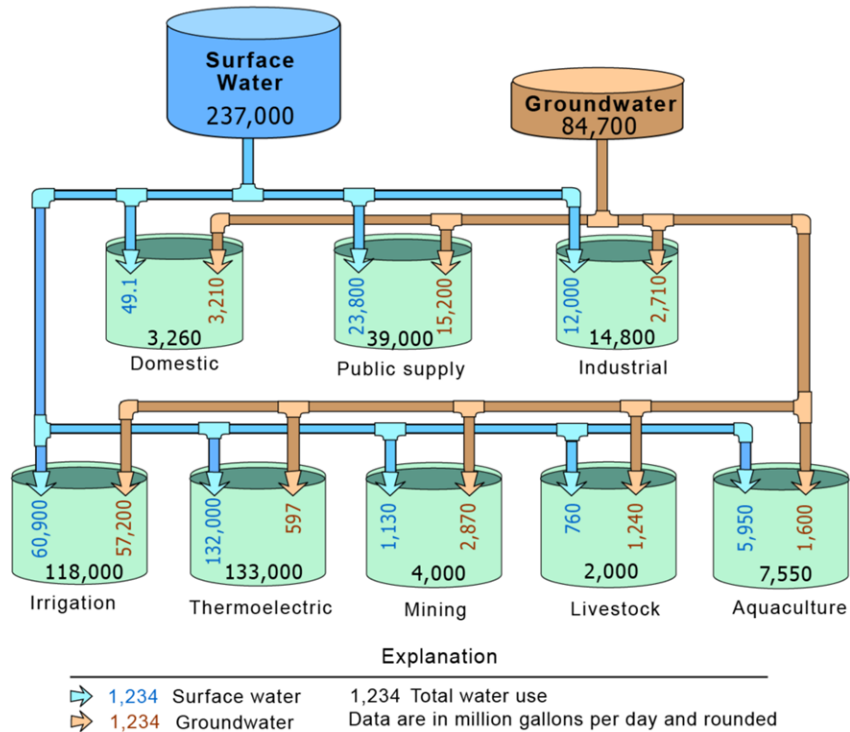 Surface
Water
237,000
Groundwater
84,700
49.1
3,210
3,260
Domestic
23,800
15,200
39,000
Public supply
12,000
2,710
14,800
Industrial
60,900
57,200
118,000
Irrigation
132,000
597
133,000
Thermoelectric
1,130
2,870
4,000
Mining
760
1,240
2,000
Livestock
5,950
1,600
7,550
Aquaculture
Explanation
1,234 Surface water
1,234 Total water use
1,234 Groundwater
Data are in million gallons per day and rounded